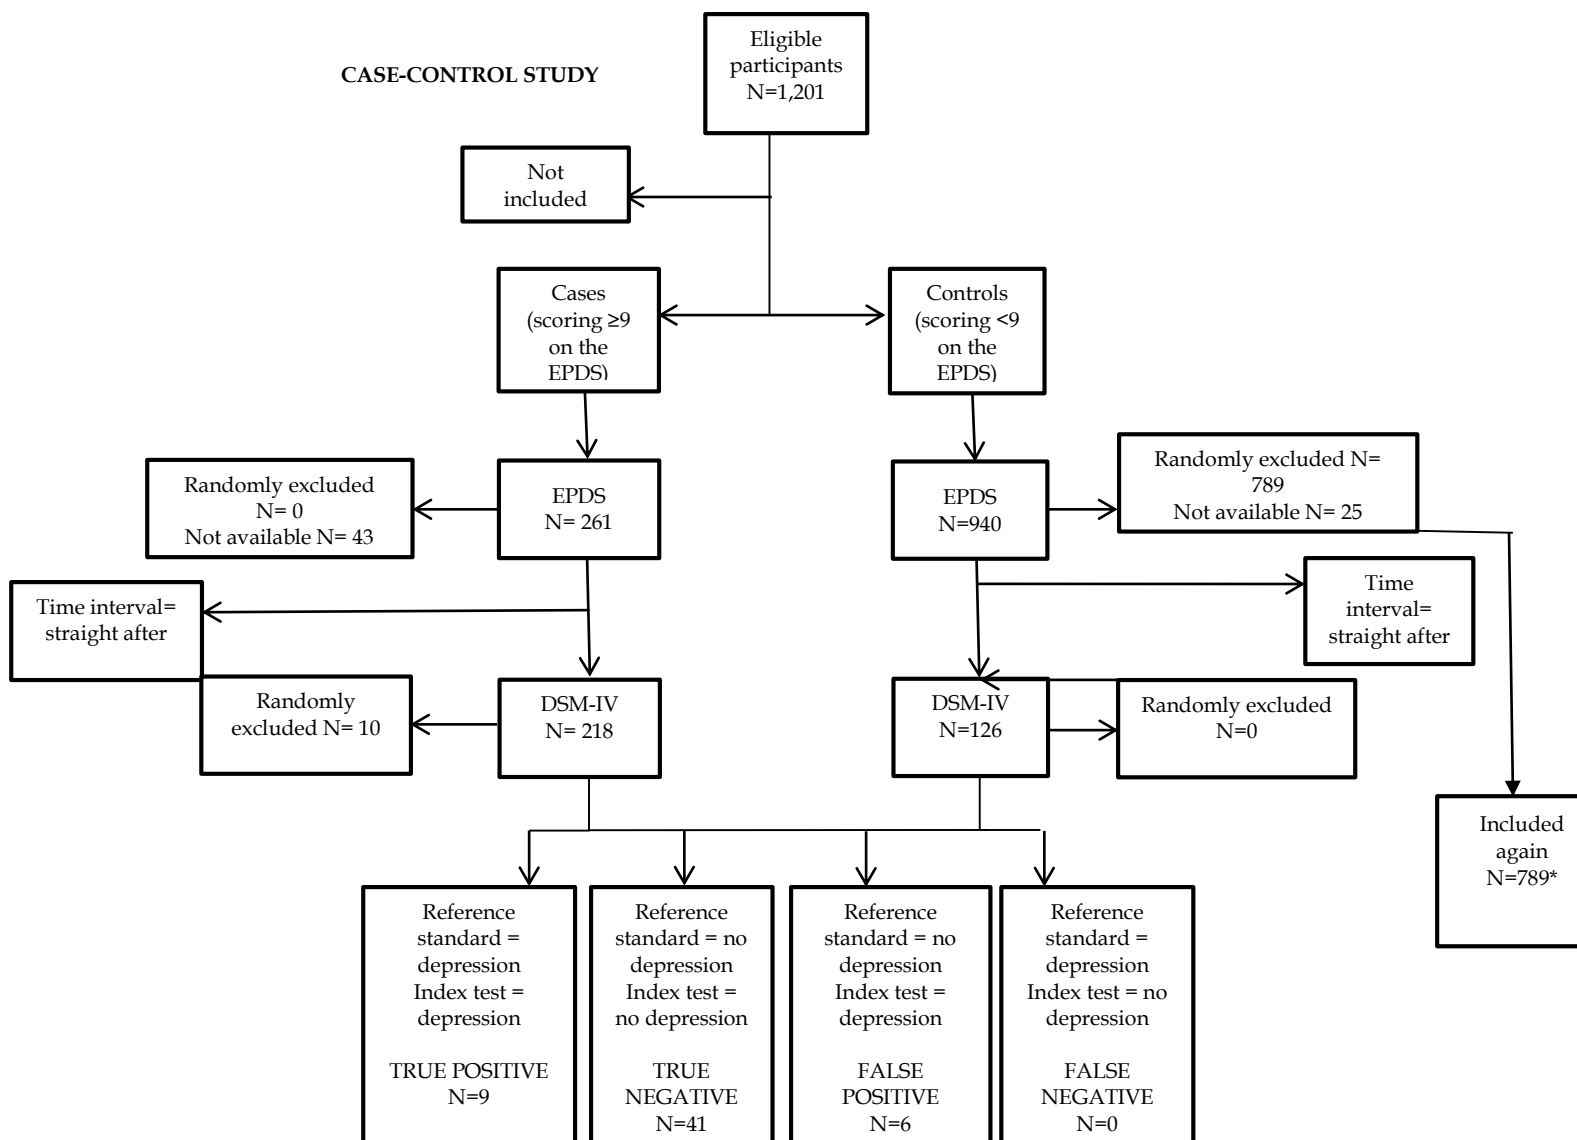 Eligible
participants
N=1,201
CASE-CONTROL STUDY
Not
included
Cases
(scoring ≥9
on the
EPDS)
Controls
(scoring <9
on the
EPDS)
Randomly excluded
N= 0
Not available N= 43
EPDS
N= 261
EPDS
N=940
Randomly excluded N=
789
Not available N= 25
Time interval=
straight after
Time
interval=
straight after
Randomly
excluded N= 10
DSM-IV
N= 218
DSM-IV
N=126
Randomly excluded
N=0
Included
again
N=789*
Reference
standard =
depression
Index test =
depression
TRUE POSITIVE
N=9
Reference
standard = no
depression
Index test =
no depression
TRUE
NEGATIVE
N=41
Reference
standard = no
depression
Index test =
depression
FALSE
POSITIVE
N=6
Reference
standard =
depression
Index test = no
depression
FALSE
NEGATIVE
N=0